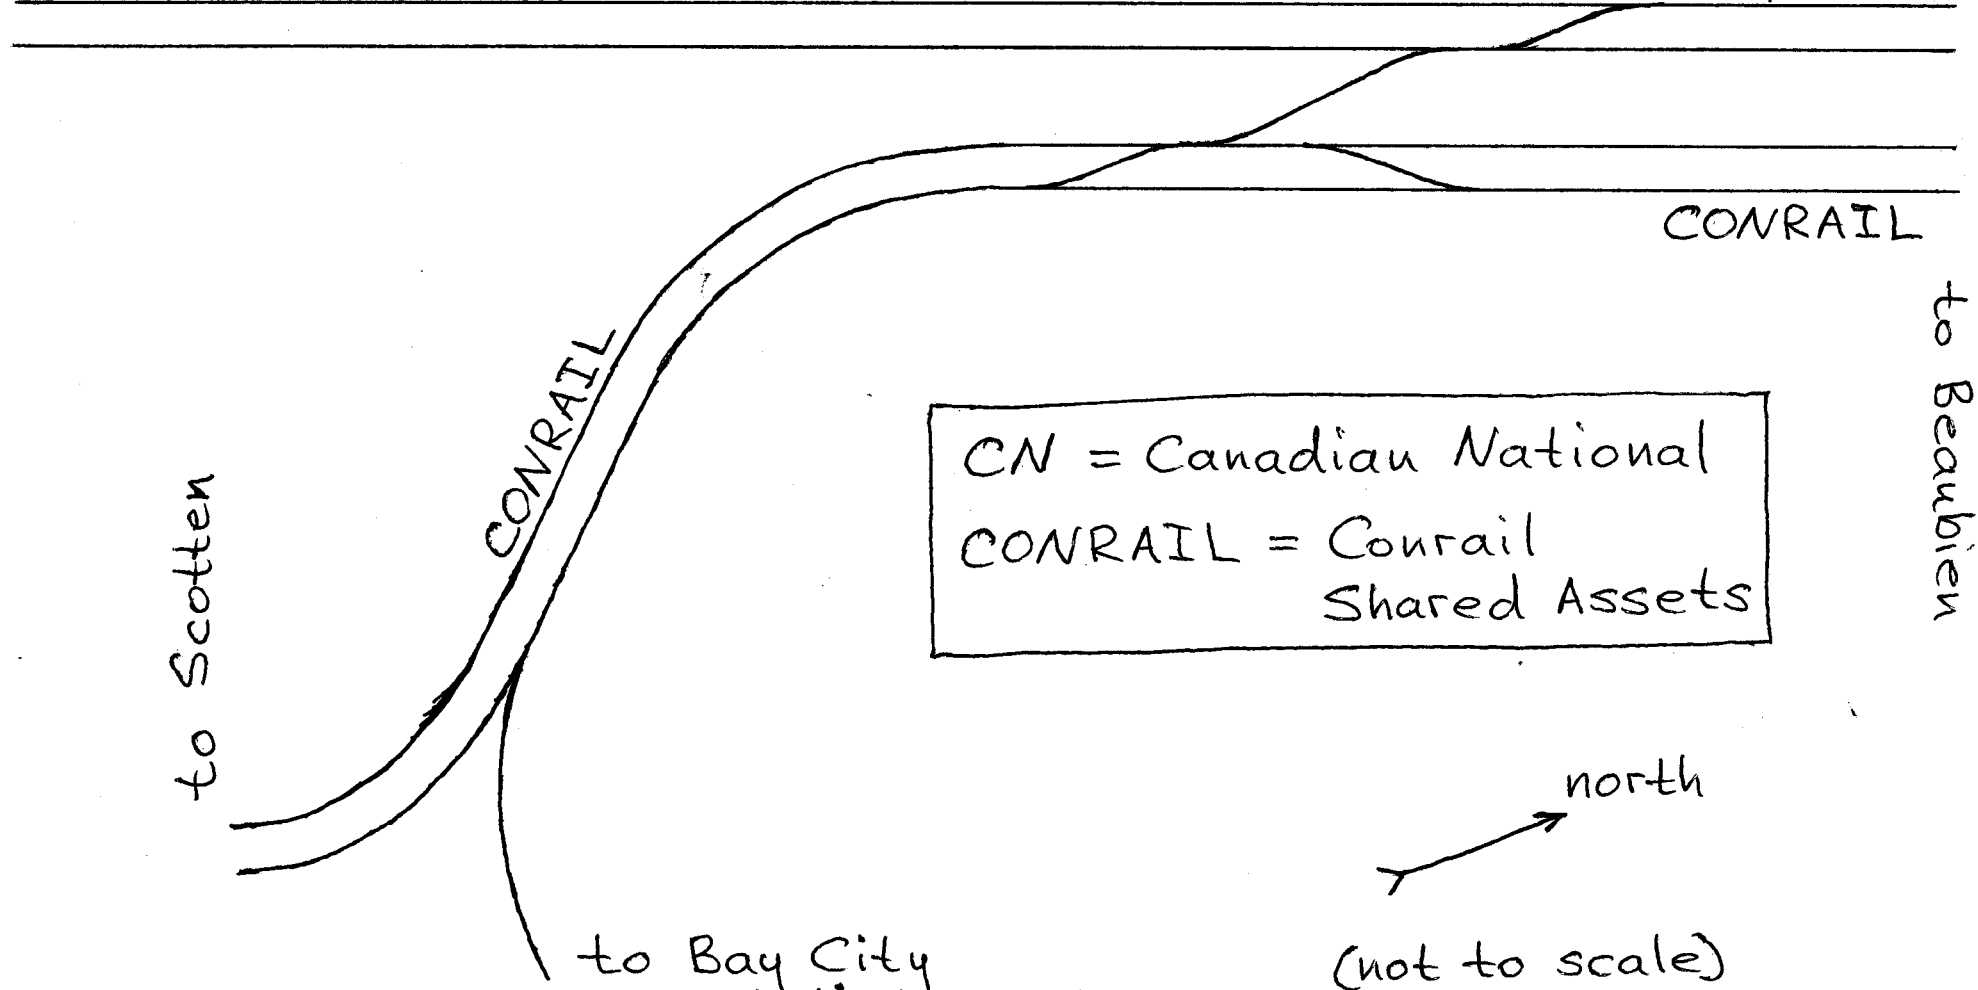 CONRAIL
to Beaubien
CONRAIL
CN = Canadian National
CONRAIL = Conrail
Shared Assets
to Scotten
north
to Bay City
(not to scale)